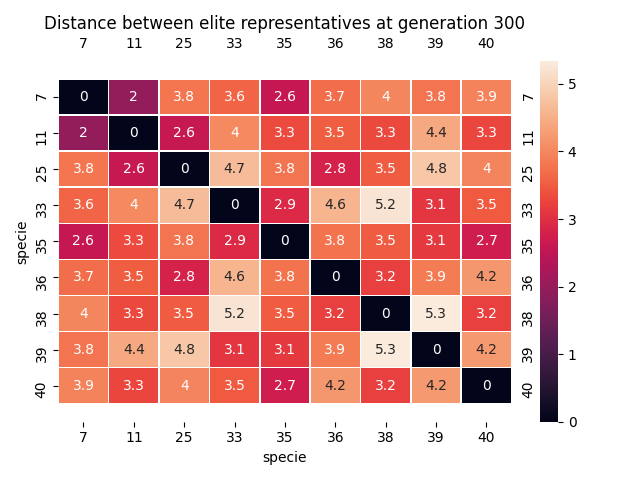 Distance between elite representatives at generation 300
7 11 25 33 35 36 38 39 40
7 0 2 3.8 3.6 2.6 3.7 4 3.8 3.9 7
11 2 0 2.6 4 3.3 3.5 3.3 4.4 3.3 11
25 3.8 2.6 0 4.7 3.8 2.8 3.5 4.8 4 25
33 3.6 4 4.7 0 2.9 4.6 5.2 3.1 3.5 33
35 2.6 3.3 3.8 2.9 0 3.8 3.5 3.1 2.7 35
36 3.7 3.5 2.8 4.6 3.8 0 3.2 3.9 4.2 36
38 4 3.3 3.5 5.2 3.5 3.2 0 5.3 3.2 38
39 3.8 4.4 4.8 3.1 3.1 3.9 5.3 0 4.2 39
40 3.9 3.3 4 3.5 2.7 4.2 3.2 4.2 0 40
7 11 25 33 35 36 38 39 40
specie
specie
5
4
3
2
1
0